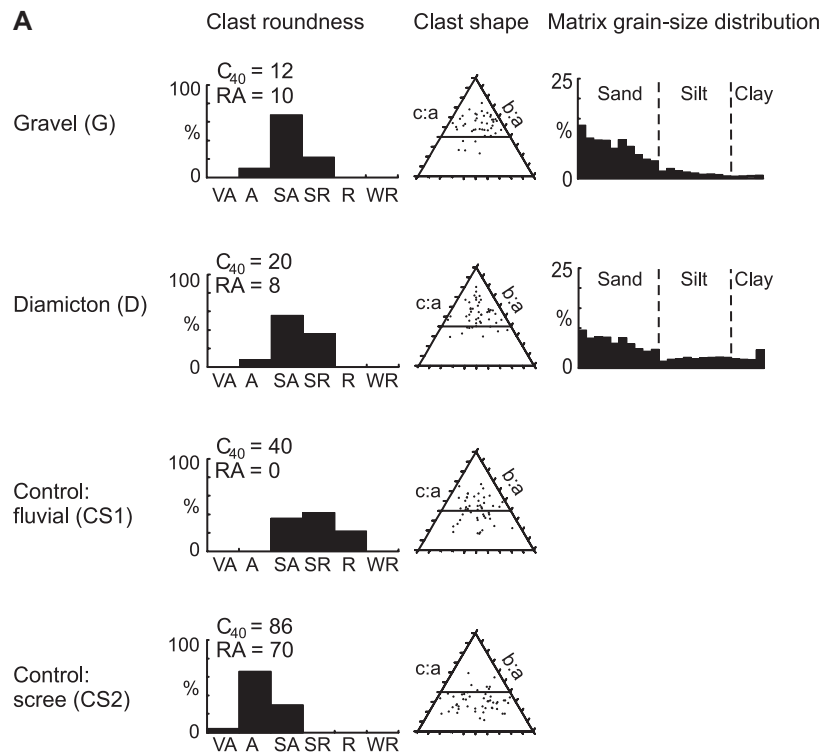 A
Clast roundness Clast shape Matrix grain-size distribution
Gravel (G)
C40 = 12
RA = 10
100
%
0
VA A SA SR R WR
c:a
b:a
25
%
0
Sand Silt Clay
Diamicton (D)
C40 = 20
RA = 8
100
%
0
VA A SA SR R WR
c:a
b:a
25
%
0
Sand Silt Clay
Control:
fluvial (CS1)
C40 = 40
RA = 0
100
%
0
VA A SA SR R WR
c:a
b:a
Control:
scree (CS2)
C40 = 86
RA = 70
100
%
0
VA A SA SR R WR
c:a
b:a